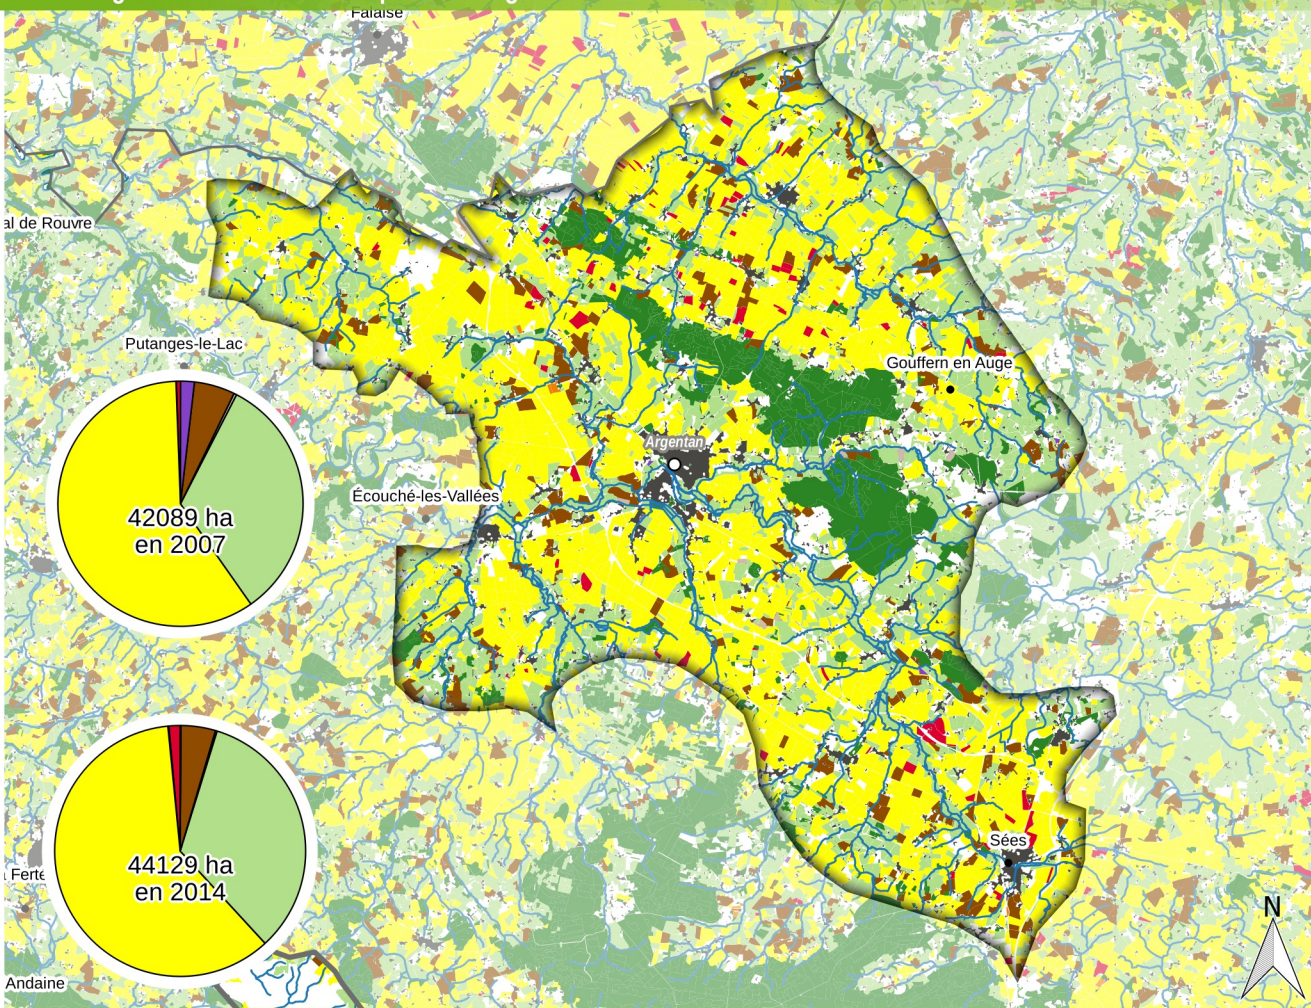 Falaise
al de Rouvre
Putanges-le-Lac
Gouffern en Auge
Argentan
Écouché-les-Vallées
42089 ha
en 2007
Sées
44129 ha
en 2014
Ferté
N
Andaine